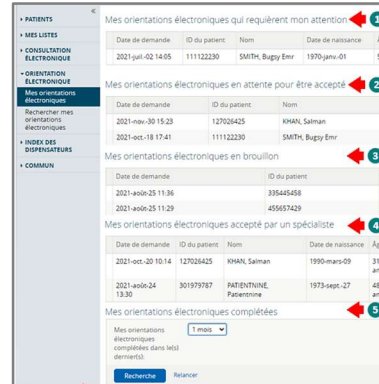 «
PATIENTS
MES LISTES
CONSULTATION
ÉLECTRONIQUE
ORIENTATION
ÉLECTRONIQUE
Mes orientations
électroniques
Rechercher mes
orientations
électroniques
INDEX DES
DISPENSATEURS
COMMUN
Mes orientations électroniques qui requièrent mon attention
1
Date de demande ID du patient Nom Date de naissance
2021-juil.-02 14:05 111122230 SMITH, Bugsy Emr 1970-janv.-01
Mes orientations électroniques en attente pour être accepté
2
Date de demande ID du patient Nom
2021-nov.-30 15:23 127026425 KHAN, Salman
2021-oct.-18 17:41 111122230 SMITH, Bugsy Emr
Mes orientations électroniques en brouillon
3
Date de demande ID du patient
2021-août-25 11:36 335445458
2021-août-25 11:29 455657429
Mes orientations électroniques accepté par un spécialiste
4
Date de demande ID du patient Nom Date de naissance Âg
2021-oct.-20 10:14 127026425 KHAN, Salman 1990-mars-09 31
an
2021-août-24 301979787 PATIENTNINE, 1973-sept.-27 48
13:30 Patientnine an
Mes orientations électroniques complétées
5
Mes orientations 1 mois
électroniques
complétées dans le(s)
dernier(s):
Recherche Relancer